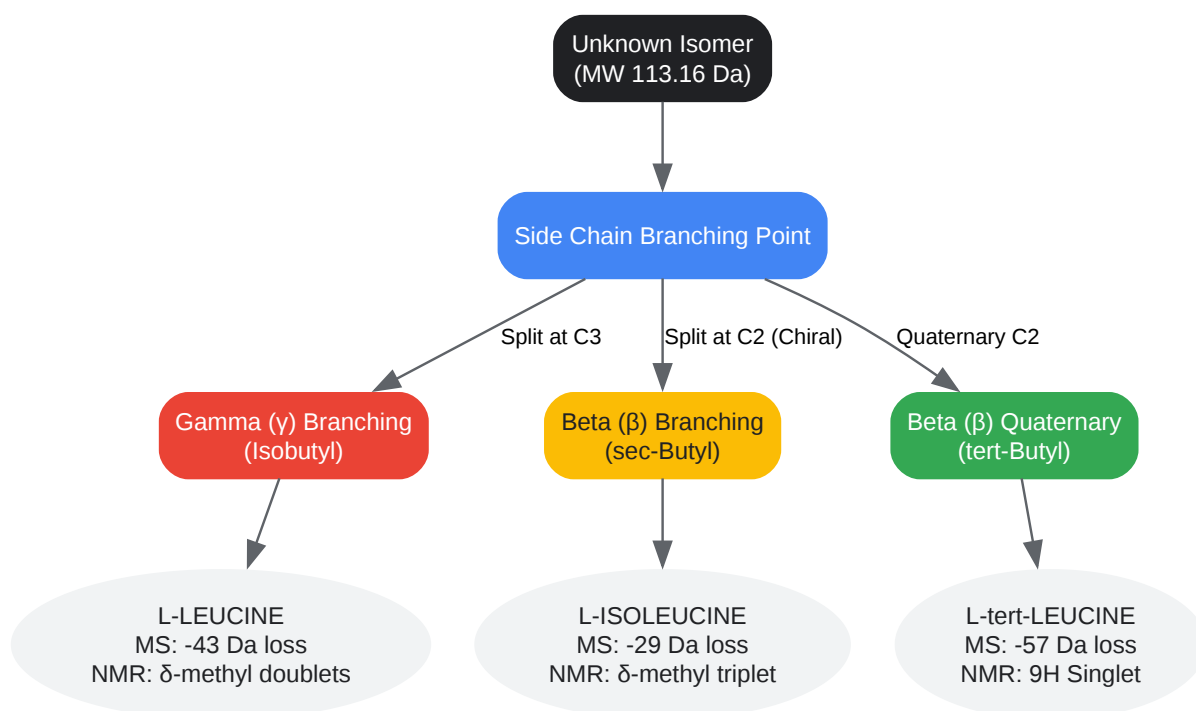 Unknown Isomer
(MW 113.16 Da)
Side Chain Branching Point
Split at C3
Split at C2 (Chiral)
Quaternary C2
Gamma (γ) Branching
(Isobutyl)
Beta (β) Branching
(sec-Butyl)
Beta (β) Quaternary
(tert-Butyl)
L-LEUCINE
MS: -43 Da loss
NMR: δ-methyl doublets
L-ISOLEUCINE
MS: -29 Da loss
NMR: δ-methyl triplet
L-tert-LEUCINE
MS: -57 Da loss
NMR: 9H Singlet